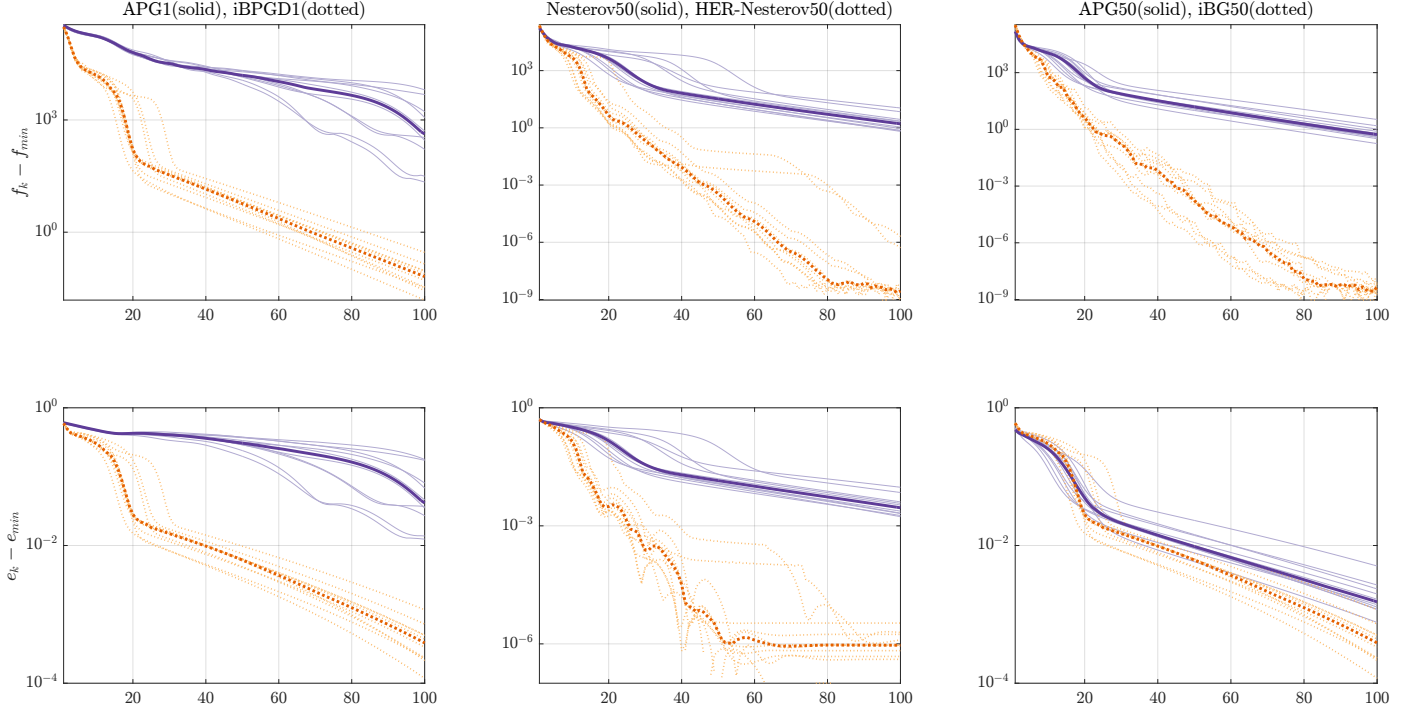 APG1(solid), iBPGD1(dotted)
Nesterov50(solid), HER-Nesterov50(dotted)
APG50(solid), iBG50(dotted)
f_k − f_{min}
10^3
10^0
20 40 60 80 100
10^3
10^0
10^{−3}
10^{−6}
10^{−9}
20 40 60 80 100
10^3
10^0
10^{−3}
10^{−6}
10^{−9}
20 40 60 80 100
e_k − e_{min}
10^0
10^{−2}
10^{−4}
20 40 60 80 100
10^0
10^{−3}
10^{−6}
20 40 60 80 100
10^0
10^{−2}
10^{−4}
20 40 60 80 100